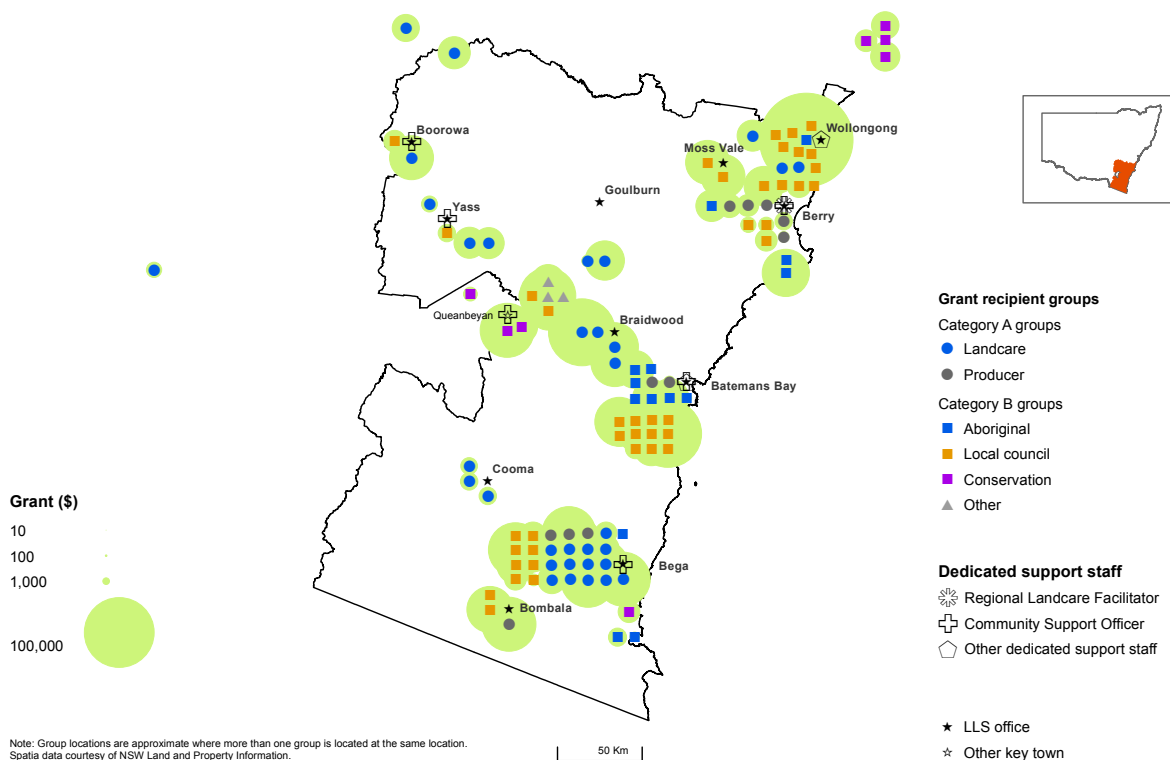 Boorowa
Wollongong
Moss Vale
Goulburn
Yass
Berry
Queanbeyan
Braidwood
Batemans Bay
Cooma
Bega
Bombala
Grant recipient groups
Category A groups
Landcare
Producer
Category B groups
Aboriginal
Local council
Conservation
Other
Dedicated support staff
Regional Landcare Facilitator
Community Support Officer
Other dedicated support staff
LLS office
Other key town
Grant ($)
10
100
1,000
100,000
Note: Group locations are approximate where more than one group is located at the same location.
Spatia data courtesy of NSW Land and Property Information.
50 Km